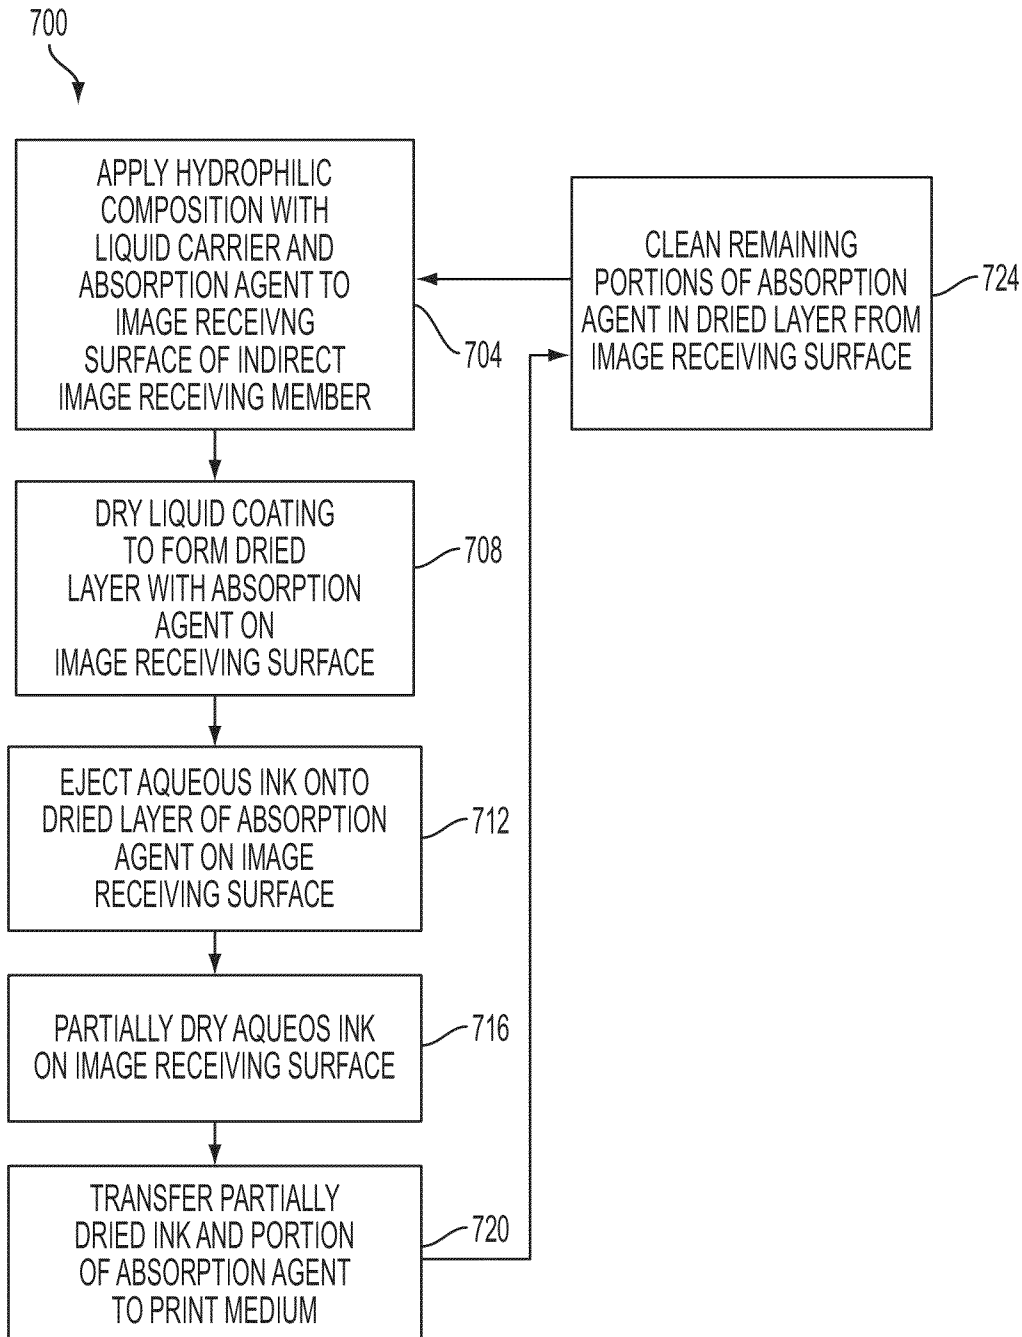 700
APPLY HYDROPHILIC
COMPOSITION WITH
LIQUID CARRIER AND
ABSORPTION AGENT TO
IMAGE RECEIVNG
SURFACE OF INDIRECT
IMAGE RECEIVING MEMBER
704
CLEAN REMAINING
PORTIONS OF ABSORPTION
AGENT IN DRIED LAYER FROM
IMAGE RECEIVING SURFACE
724
DRY LIQUID COATING
TO FORM DRIED
LAYER WITH ABSORPTION
AGENT ON
IMAGE RECEIVING SURFACE
708
EJECT AQUEOUS INK ONTO
DRIED LAYER OF ABSORPTION
AGENT ON IMAGE
RECEIVING SURFACE
712
PARTIALLY DRY AQUEOS INK
ON IMAGE RECEIVING SURFACE
716
TRANSFER PARTIALLY
DRIED INK AND PORTION
OF ABSORPTION AGENT
TO PRINT MEDIUM
720